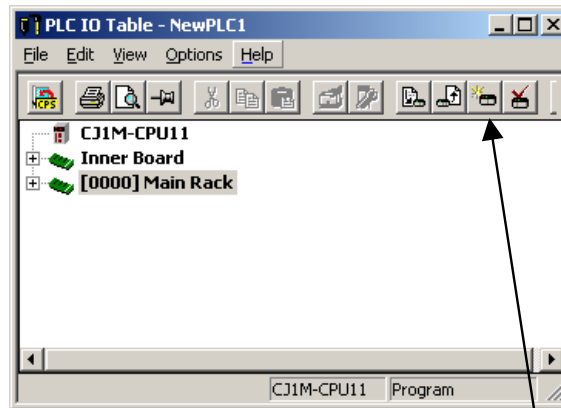 PLC IO Table - NewPLC1
File Edit View Options Help
CPS
CJ1M-CPU11
Inner Board
[0000] Main Rack
CJ1M-CPU11 Program